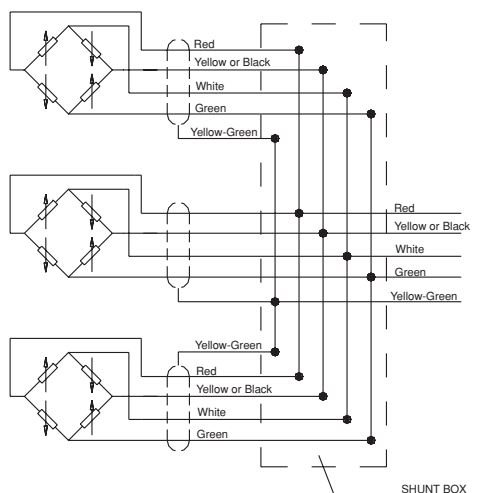 Red
Yellow or Black
White
Green
Yellow-Green
Red
Yellow or Black
White
Green
Yellow-Green
Yellow-Green
Red
Yellow or Black
White
Green
SHUNT BOX